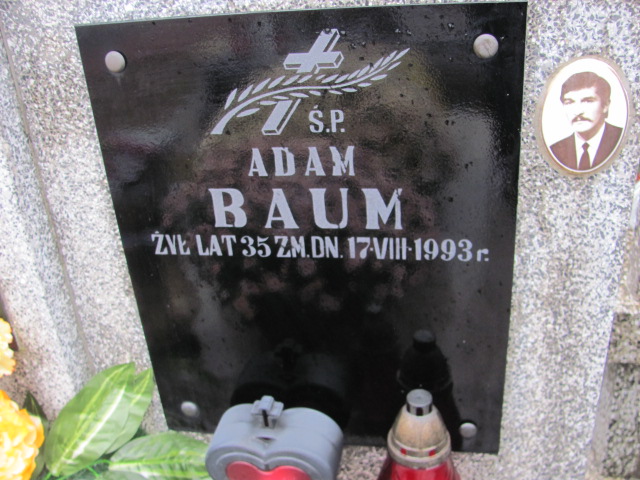 Ś.P.
ADAM
BAUM
ŻYŁ LAT 35 ZM. DN. 17·VIII·1993 r.